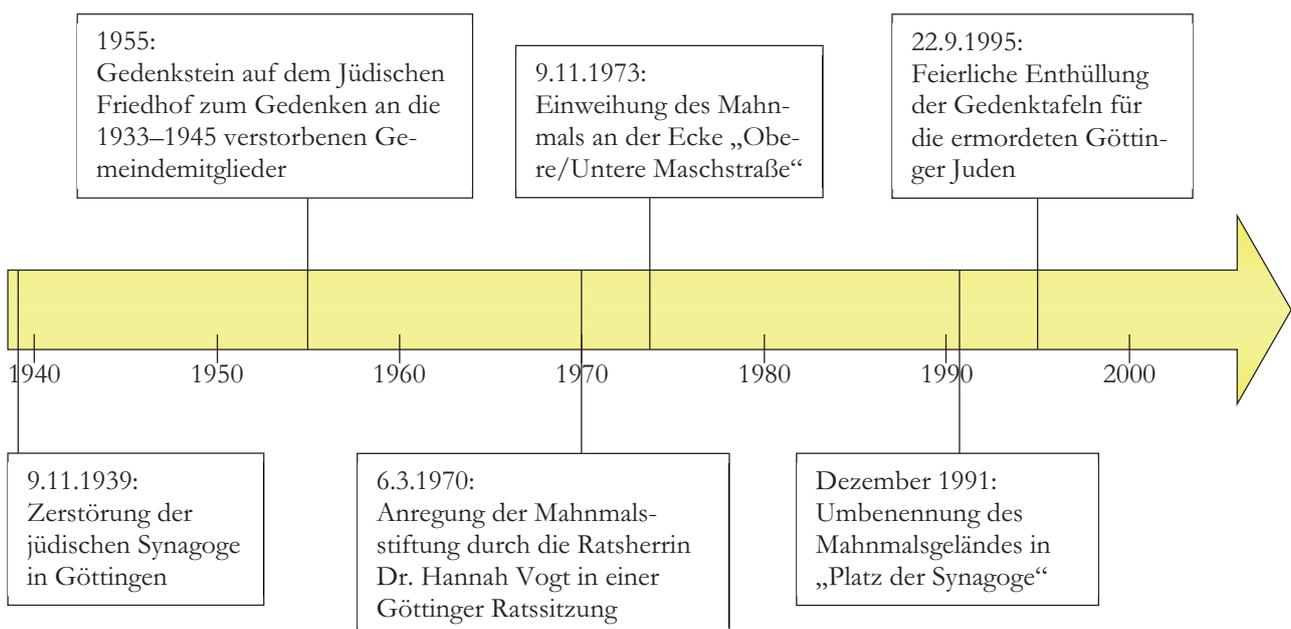 1955:
Gedenkstein auf dem Jüdischen
Friedhof zum Gedenken an die
1933–1945 verstorbenen Ge-
meindemitglieder
9.11.1973:
Einweihung des Mahn-
mals an der Ecke „Obe-
re/Untere Maschstraße“
22.9.1995:
Feierliche Enthüllung
der Gedenktafeln für
die ermordeten Göttin-
ger Juden
1940 1950 1960 1970 1980 1990 2000
9.11.1939:
Zerstörung der
jüdischen Synagoge
in Göttingen
6.3.1970:
Anregung der Mahnmals-
stiftung durch die Ratsherrin
Dr. Hannah Vogt in einer
Göttinger Ratssitzung
Dezember 1991:
Umbenennung des
Mahnmalsgeländes in
„Platz der Synagoge“